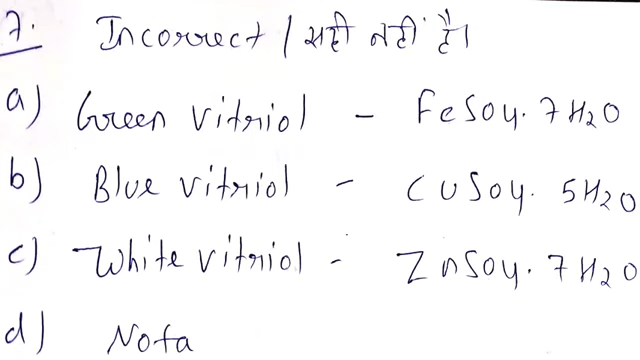 7. Incorrect / सही नहीं है।
a) Green vitriol - FeSO4. 7H2O
b) Blue vitriol - CuSO4. 5H2O
c) White vitriol - ZnSO4. 7H2O
d) Nota